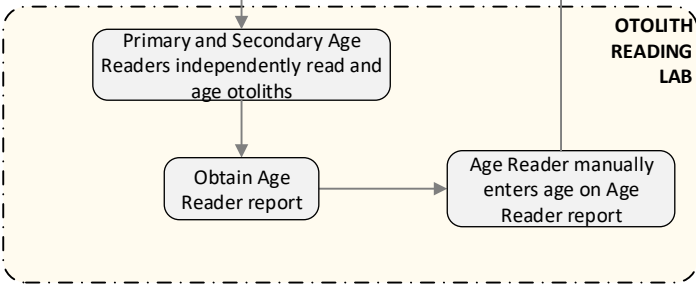 OTOLITH
READING
LAB
Primary and Secondary Age
Readers independently read and
age otoliths
Obtain Age
Reader report
Age Reader manually
enters age on Age
Reader report